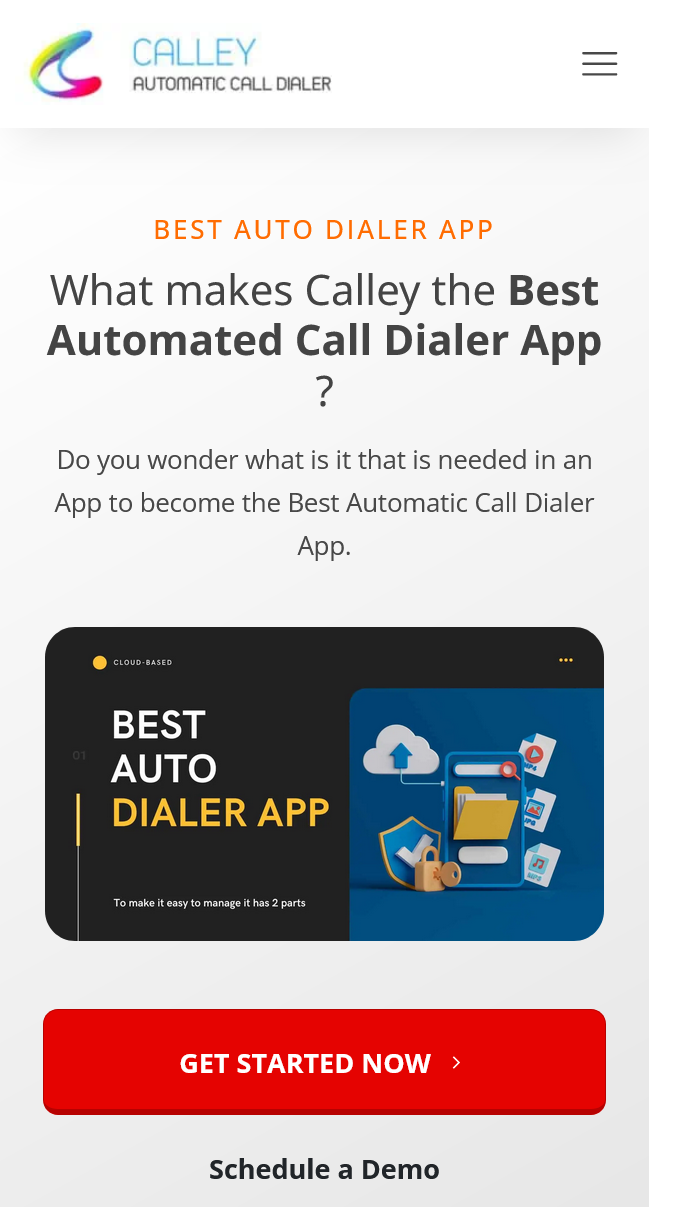 CALLEY
AUTOMATIC CALL DIALER
BEST AUTO DIALER APP
What makes Calley the Best
Automated Call Dialer App
?
Do you wonder what is it that is needed in an
App to become the Best Automatic Call Dialer
App.
CLOUD-BASED
BEST
01
AUTO
DIALER APP
MP4
JPG
MP3
To make it easy to manage it has 2 parts
GET STARTED NOW
Schedule a Demo